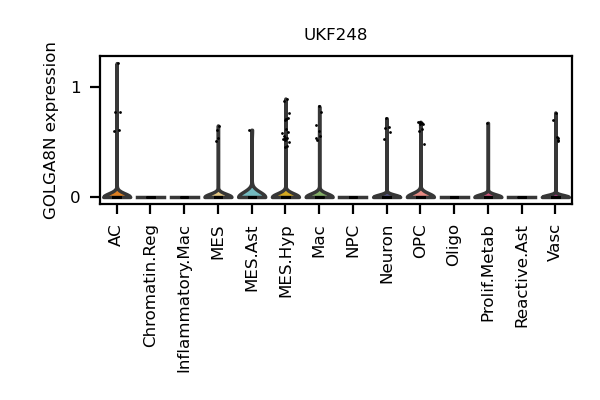 UKF248
GOLGA8N expression
1
0
AC
Chromatin.Reg
Inflammatory.Mac
MES
MES.Ast
MES.Hyp
Mac
NPC
Neuron
OPC
Oligo
Prolif.Metab
Reactive.Ast
Vasc